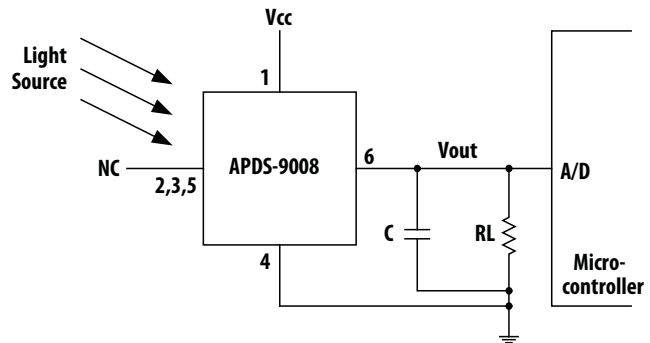 Vcc
Light
Source
1
NC
2,3,5
APDS-9008
6
Vout
A/D
C
RL
4
Micro-
controller